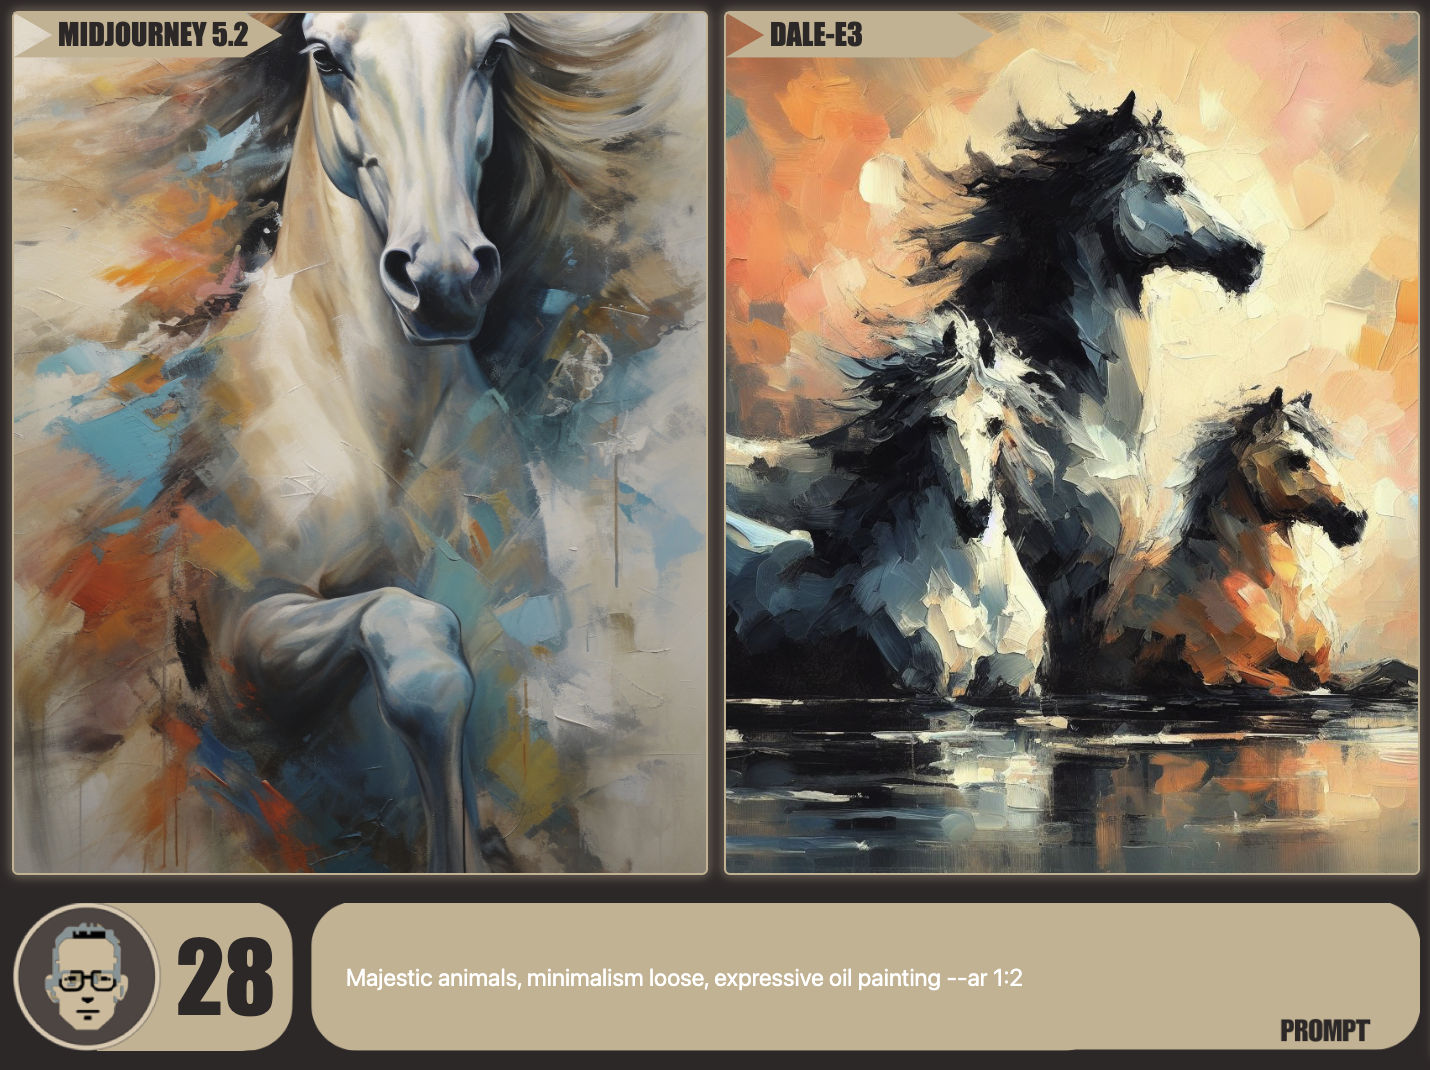 MIDJOURNEY 5.2
DALE-E3
28
Majestic animals, minimalism loose, expressive oil painting --ar 1:2
PROMPT